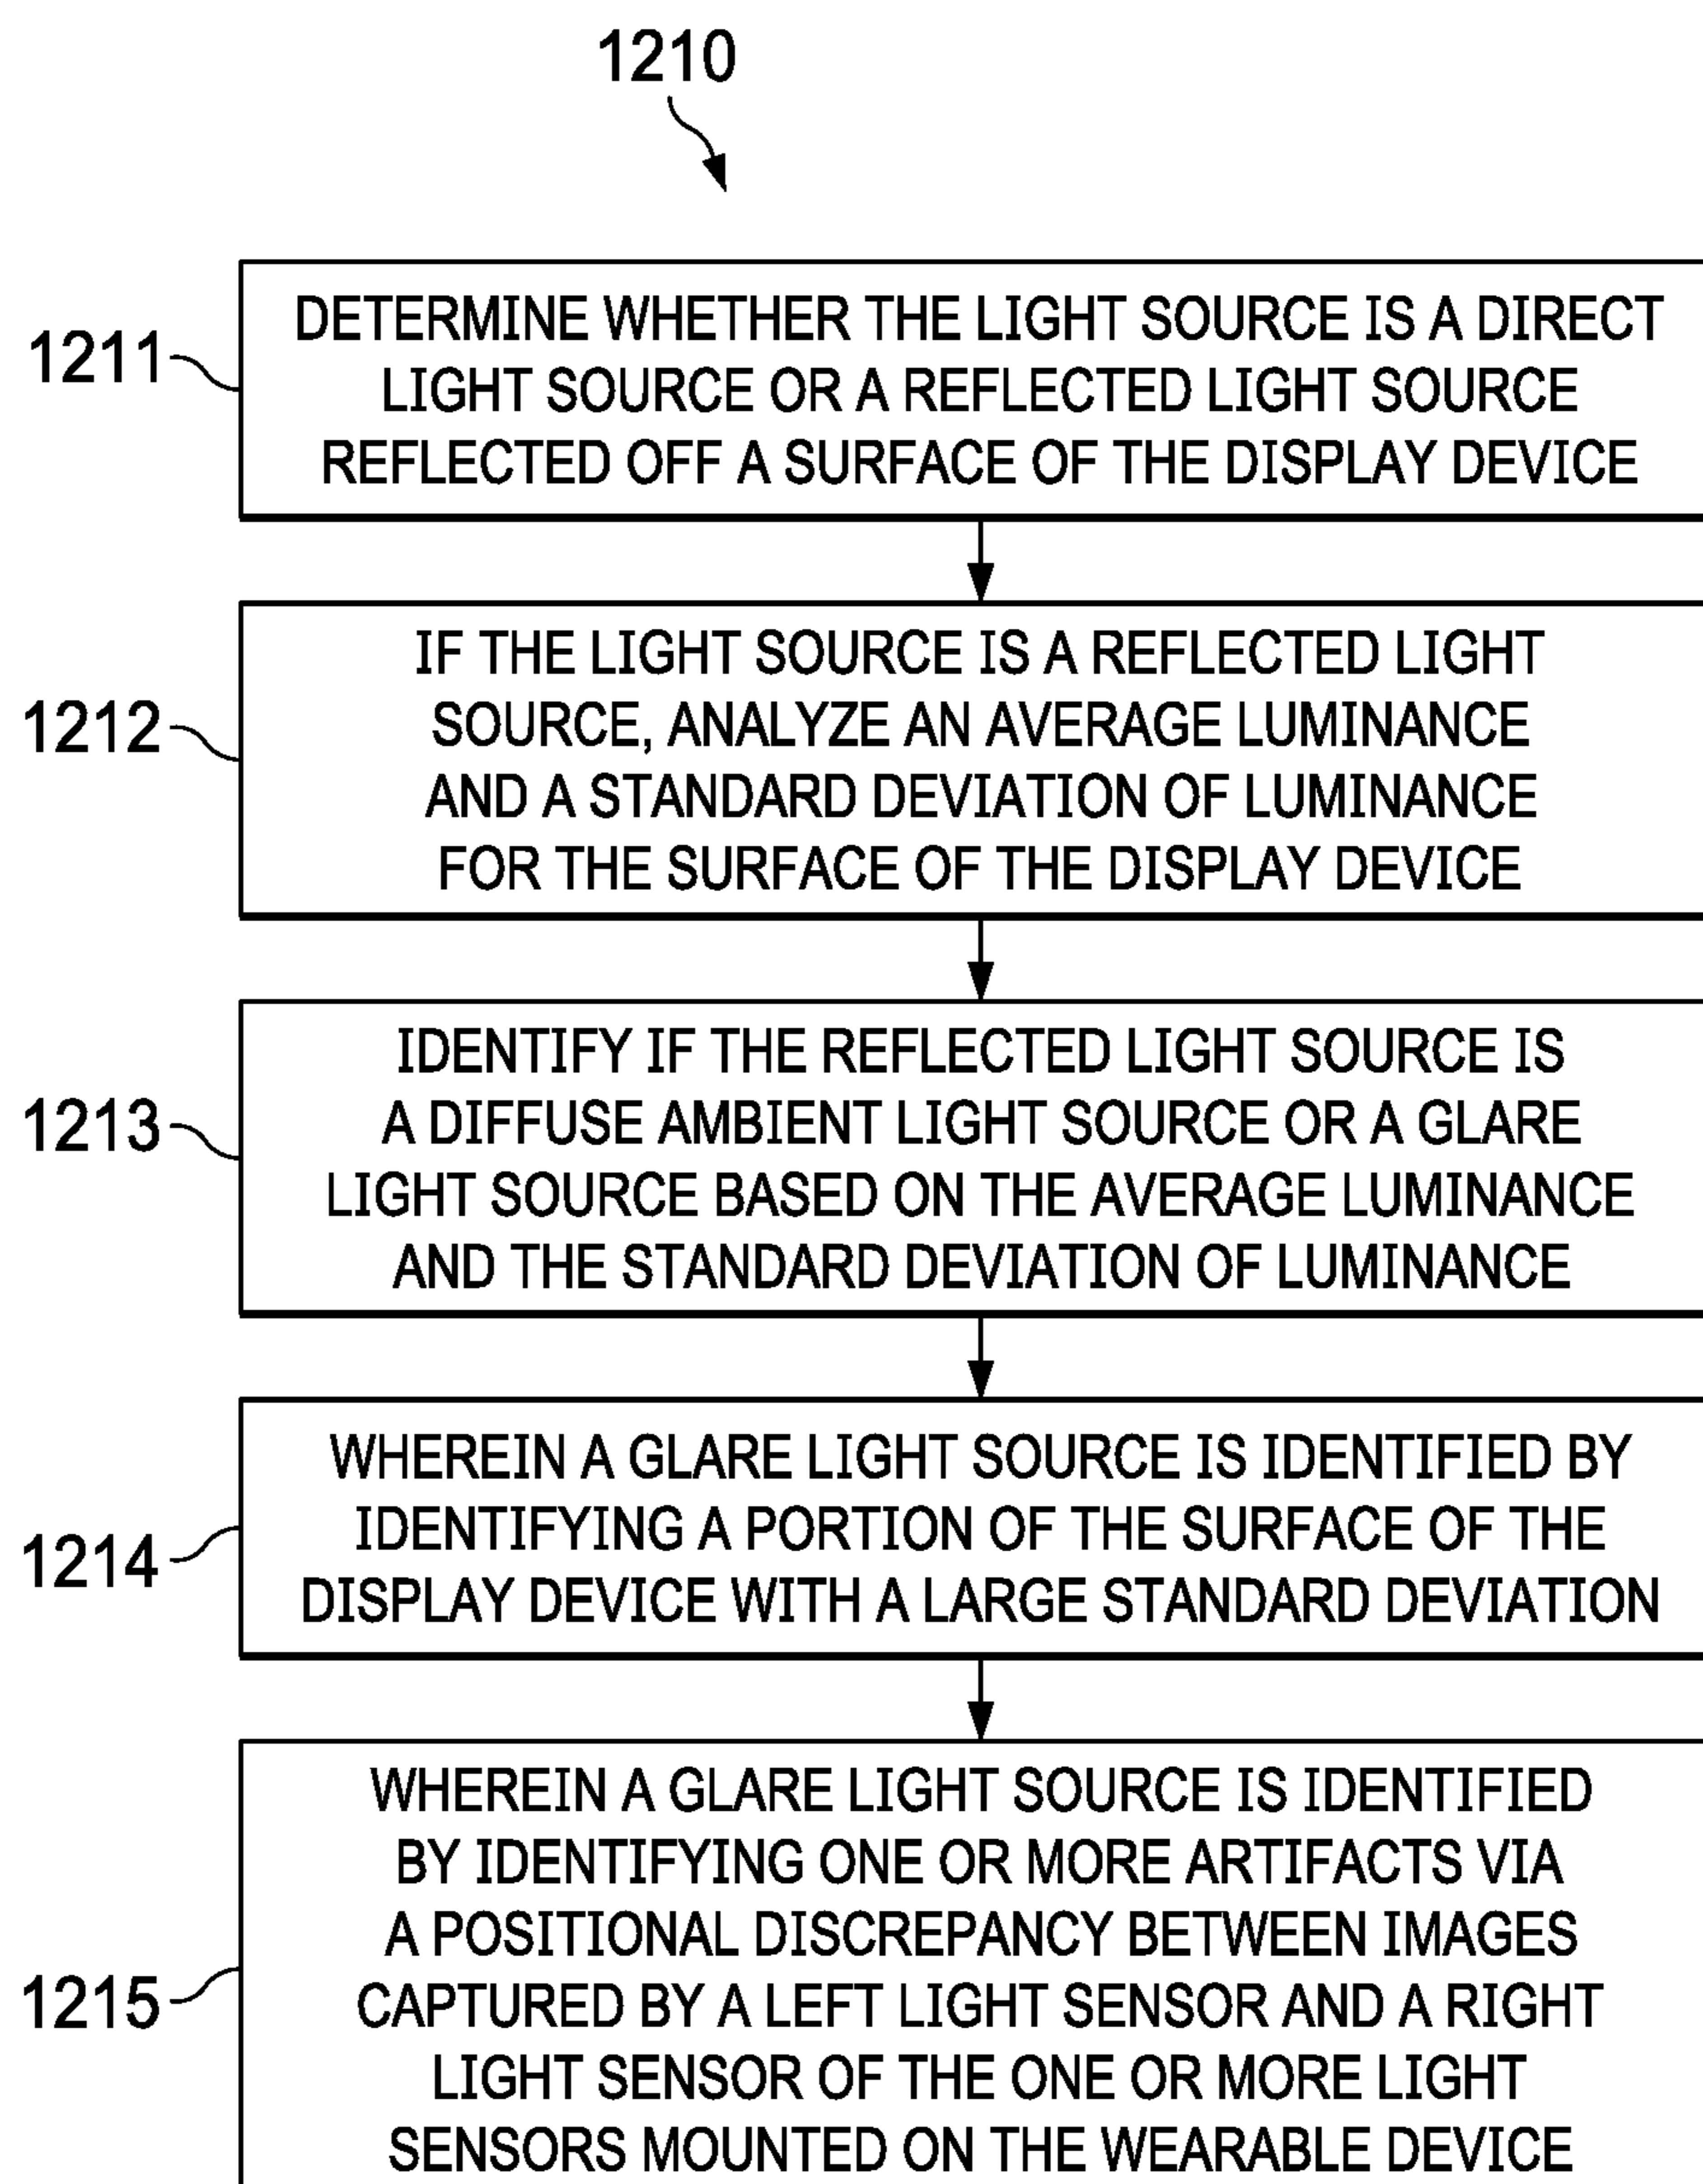 1210
1211
DETERMINE WHETHER THE LIGHT SOURCE IS A DIRECT
LIGHT SOURCE OR A REFLECTED LIGHT SOURCE
REFLECTED OFF A SURFACE OF THE DISPLAY DEVICE
1212
IF THE LIGHT SOURCE IS A REFLECTED LIGHT
SOURCE, ANALYZE AN AVERAGE LUMINANCE
AND A STANDARD DEVIATION OF LUMINANCE
FOR THE SURFACE OF THE DISPLAY DEVICE
1213
IDENTIFY IF THE REFLECTED LIGHT SOURCE IS
A DIFFUSE AMBIENT LIGHT SOURCE OR A GLARE
LIGHT SOURCE BASED ON THE AVERAGE LUMINANCE
AND THE STANDARD DEVIATION OF LUMINANCE
1214
WHEREIN A GLARE LIGHT SOURCE IS IDENTIFIED BY
IDENTIFYING A PORTION OF THE SURFACE OF THE
DISPLAY DEVICE WITH A LARGE STANDARD DEVIATION
1215
WHEREIN A GLARE LIGHT SOURCE IS IDENTIFIED
BY IDENTIFYING ONE OR MORE ARTIFACTS VIA
A POSITIONAL DISCREPANCY BETWEEN IMAGES
CAPTURED BY A LEFT LIGHT SENSOR AND A RIGHT
LIGHT SENSOR OF THE ONE OR MORE LIGHT
SENSORS MOUNTED ON THE WEARABLE DEVICE